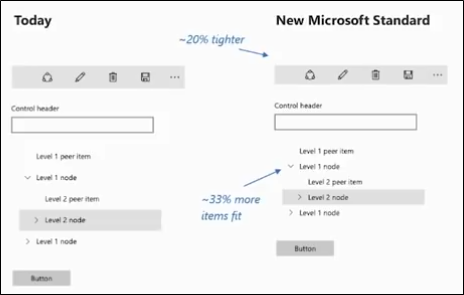 Today
~20% tighter
Control header
Level 1 peer item
Level 1 node
Level 2 peer item
Level 2 node
Level 1 node
Button
New Microsoft Standard
Control header
Level 1 peer item
Level 1 node
Level 2 peer item
Level 2 node
Level 1 node
~33% more
items fit
Button